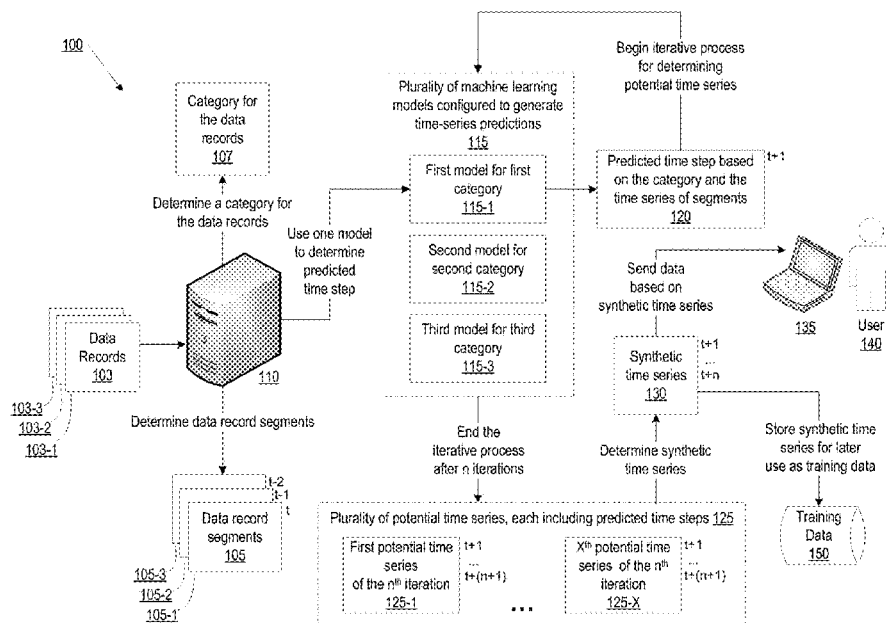 100
Category for
the data
records
107
Determine a category for
the data records
Data
Records
103
103-3
103-2
103-1
110
Determine data record segments
t-2
t-1
t
Data record
segments
105
105-3
105-2
105-1
Use one model
to determine
predicted
time step
Plurality of machine learning
models configured to generate
time-series predictions
115
First model for first
category
115-1
Second model for
second category
115-2
Third model for third
category
115-3
Begin iterative process
for determining
potential time series
Predicted time step based
on the category and the
time series of segments
120
t+1
Send data
based on
synthetic time series
135
User
140
Synthetic
time series
130
t+1
...
t+n
End the
iterative process
after n iterations
Determine synthetic
time series
Store synthetic time
series for later
use as training data
Training
Data
150
Plurality of potential time series, each including predicted time steps 125
First potential time
series
of the nth iteration
125-1
t+1
...
t+(n+1)
...
Xth potential time
series of the nth
iteration
125-X
t+1
...
t+(n+1)